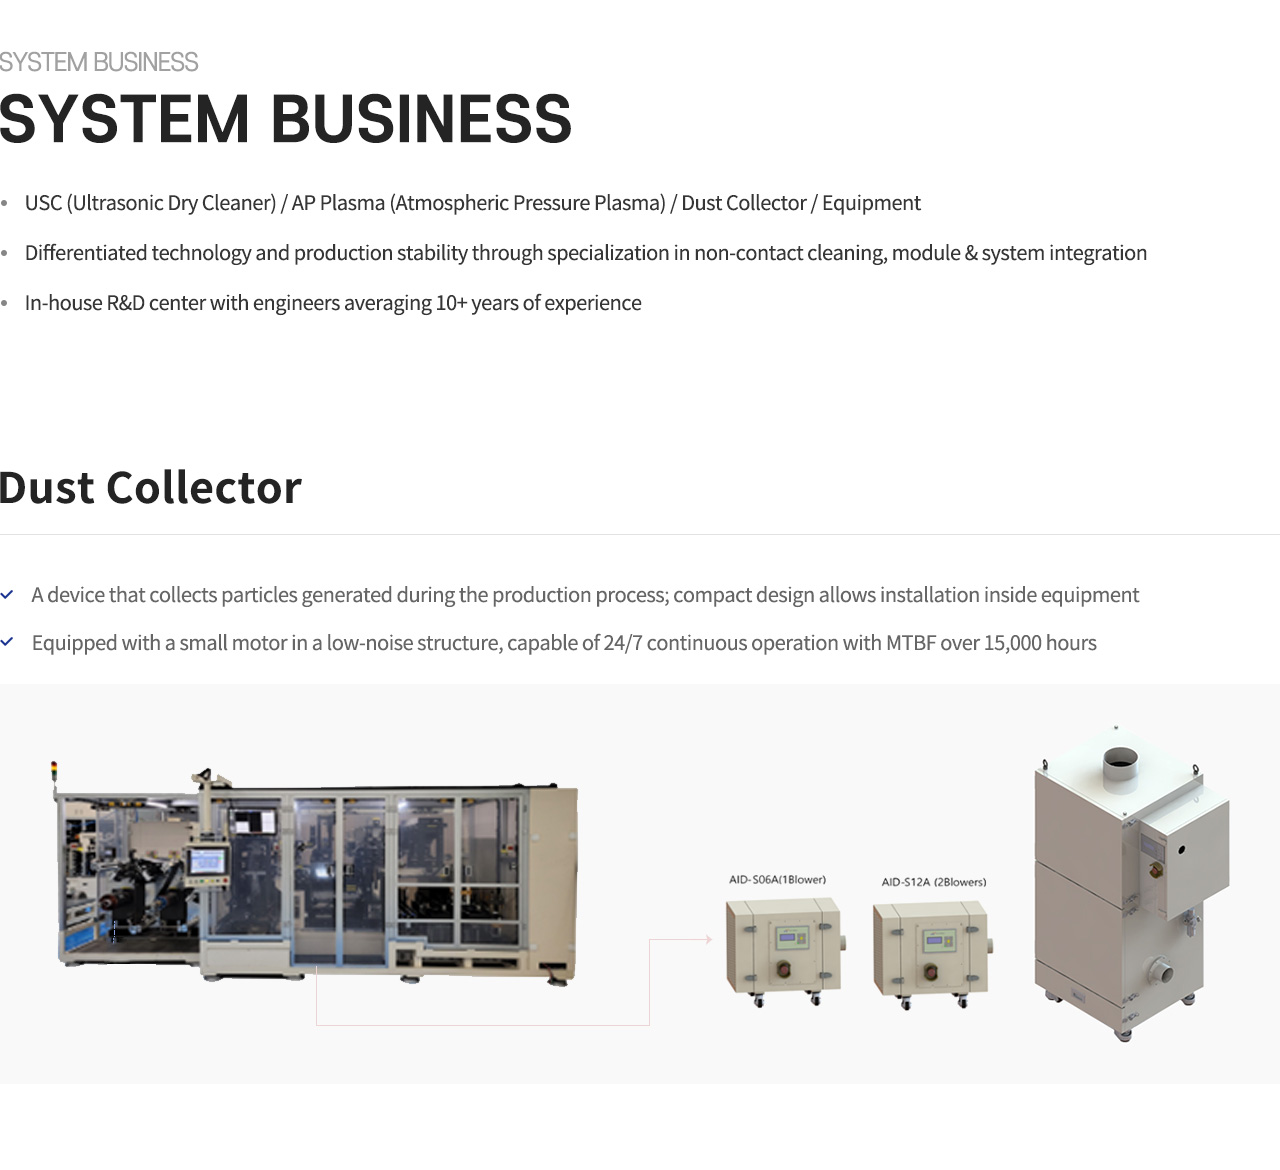 SYSTEM BUSINESS
SYSTEM BUSINESS
USC (Ultrasonic Dry Cleaner) / AP Plasma (Atmospheric Pressure Plasma) / Dust Collector / Equipment
Differentiated technology and production stability through specialization in non-contact cleaning, module & system integration
In-house R&D center with engineers averaging 10+ years of experience
Dust Collector
A device that collects particles generated during the production process; compact design allows installation inside equipment
Equipped with a small motor in a low-noise structure, capable of 24/7 continuous operation with MTBF over 15,000 hours
AID-S06A(1Blower)
AID-S12A (2Blowers)